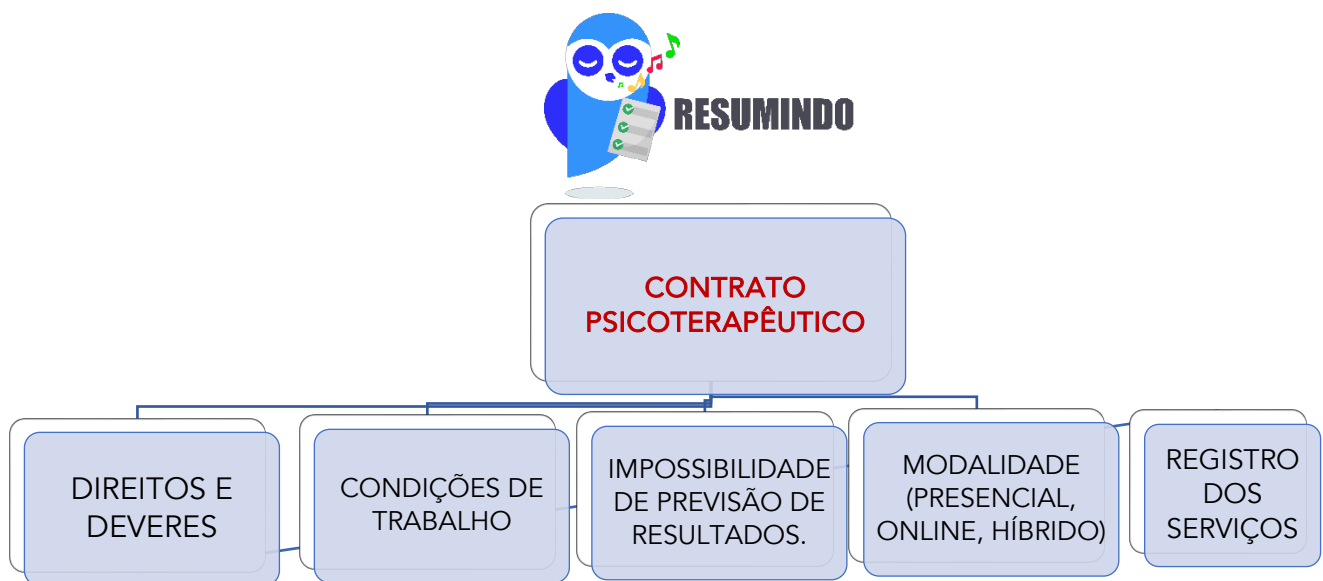 RESUMINDO
CONTRATO
PSICOTERAPÊUTICO
DIREITOS E
DEVERES
CONDIÇÕES DE
TRABALHO
IMPOSSIBILIDADE
DE PREVISÃO DE
RESULTADOS.
MODALIDADE
(PRESENCIAL,
ONLINE, HÍBRIDO)
REGISTRO
DOS
SERVIÇOS